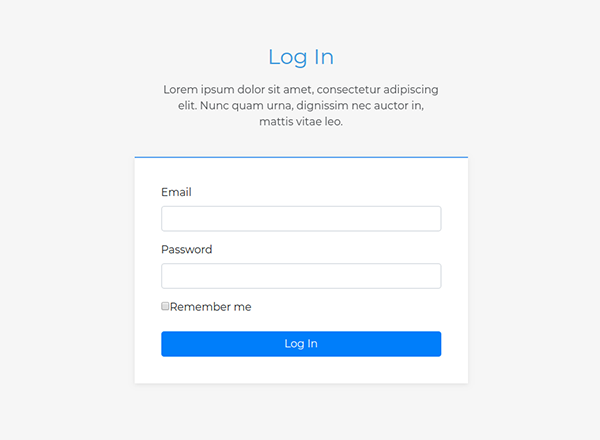 Log In
Lorem ipsum dolor sit amet, consectetur adipiscing
elit. Nunc quam urna, dignissim nec auctor in,
mattis vitae leo.
Email
Password
Remember me
Log In